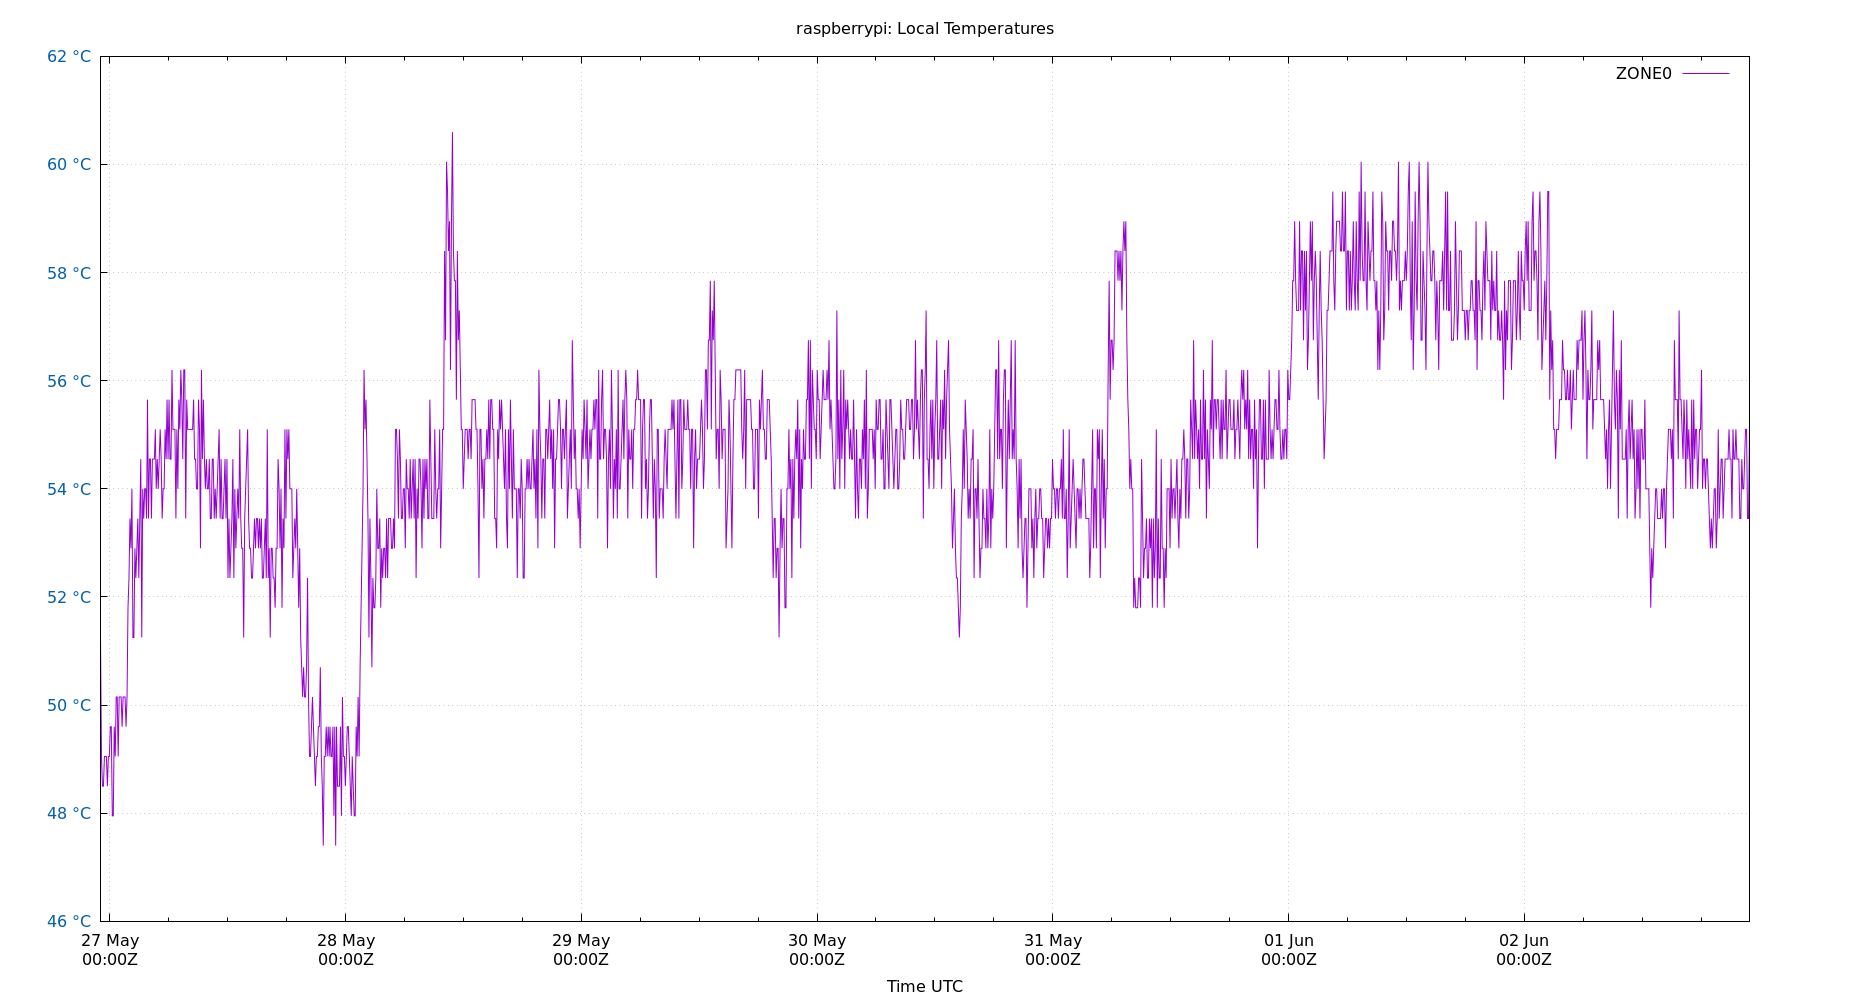 raspberrypi: Local Temperatures
62 °C
ZONE0
60 °C
58 °C
56 °C
54 °C
52 °C
50 °C
48 °C
46 °C
27 May 28 May 29 May 30 May 31 May 01 Jun 02 Jun
00:00Z 00:00Z 00:00Z 00:00Z 00:00Z 00:00Z 00:00Z
Time UTC